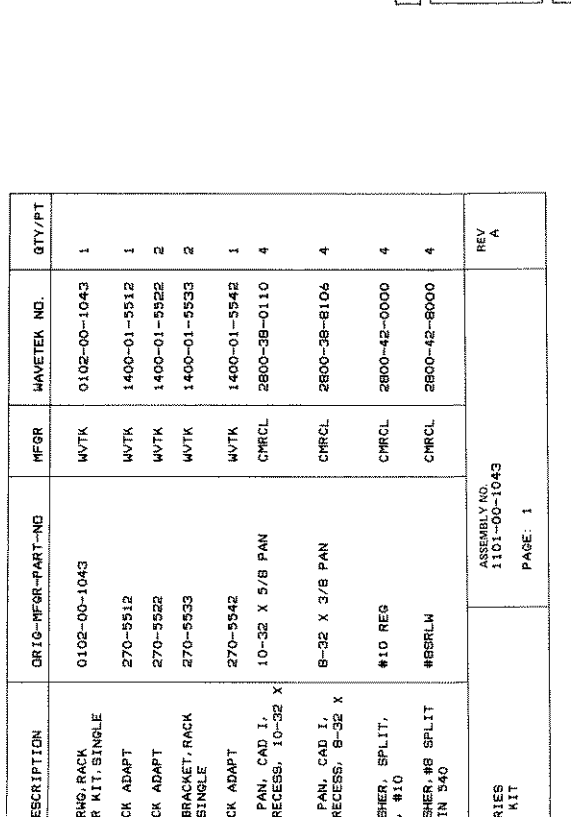 ESCRIPTION ORIG-MFGR-PART-NO MFGR WAVETEK NO. QTY/PT
RWG, RACK 0102-00-1043 WVTK 0102-00-1043 1
R KIT, SINGLE
CK ADAPT 270-5512 WVTK 1400-01-5512 1
CK ADAPT 270-5522 WVTK 1400-01-5522 2
BRACKET, RACK 270-5533 WVTK 1400-01-5533 2
SINGLE
CK ADAPT 270-5542 WVTK 1400-01-5542 1
PAN, CAD I, 10-32 X 5/8 PAN CMRCL 2800-38-0110 4
RECESS, 10-32 X
PAN, CAD I, 8-32 X 3/8 PAN CMRCL 2800-38-8106 4
RECESS, 8-32 X
SHER, SPLIT, #10 REG CMRCL 2800-42-0000 4
, #10
SHER, #8 SPLIT #8SRLW CMRCL 2800-42-8000 4
IN 540
RIES
KIT
ASSEMBLY NO.
1101-00-1043
PAGE: 1
REV
A